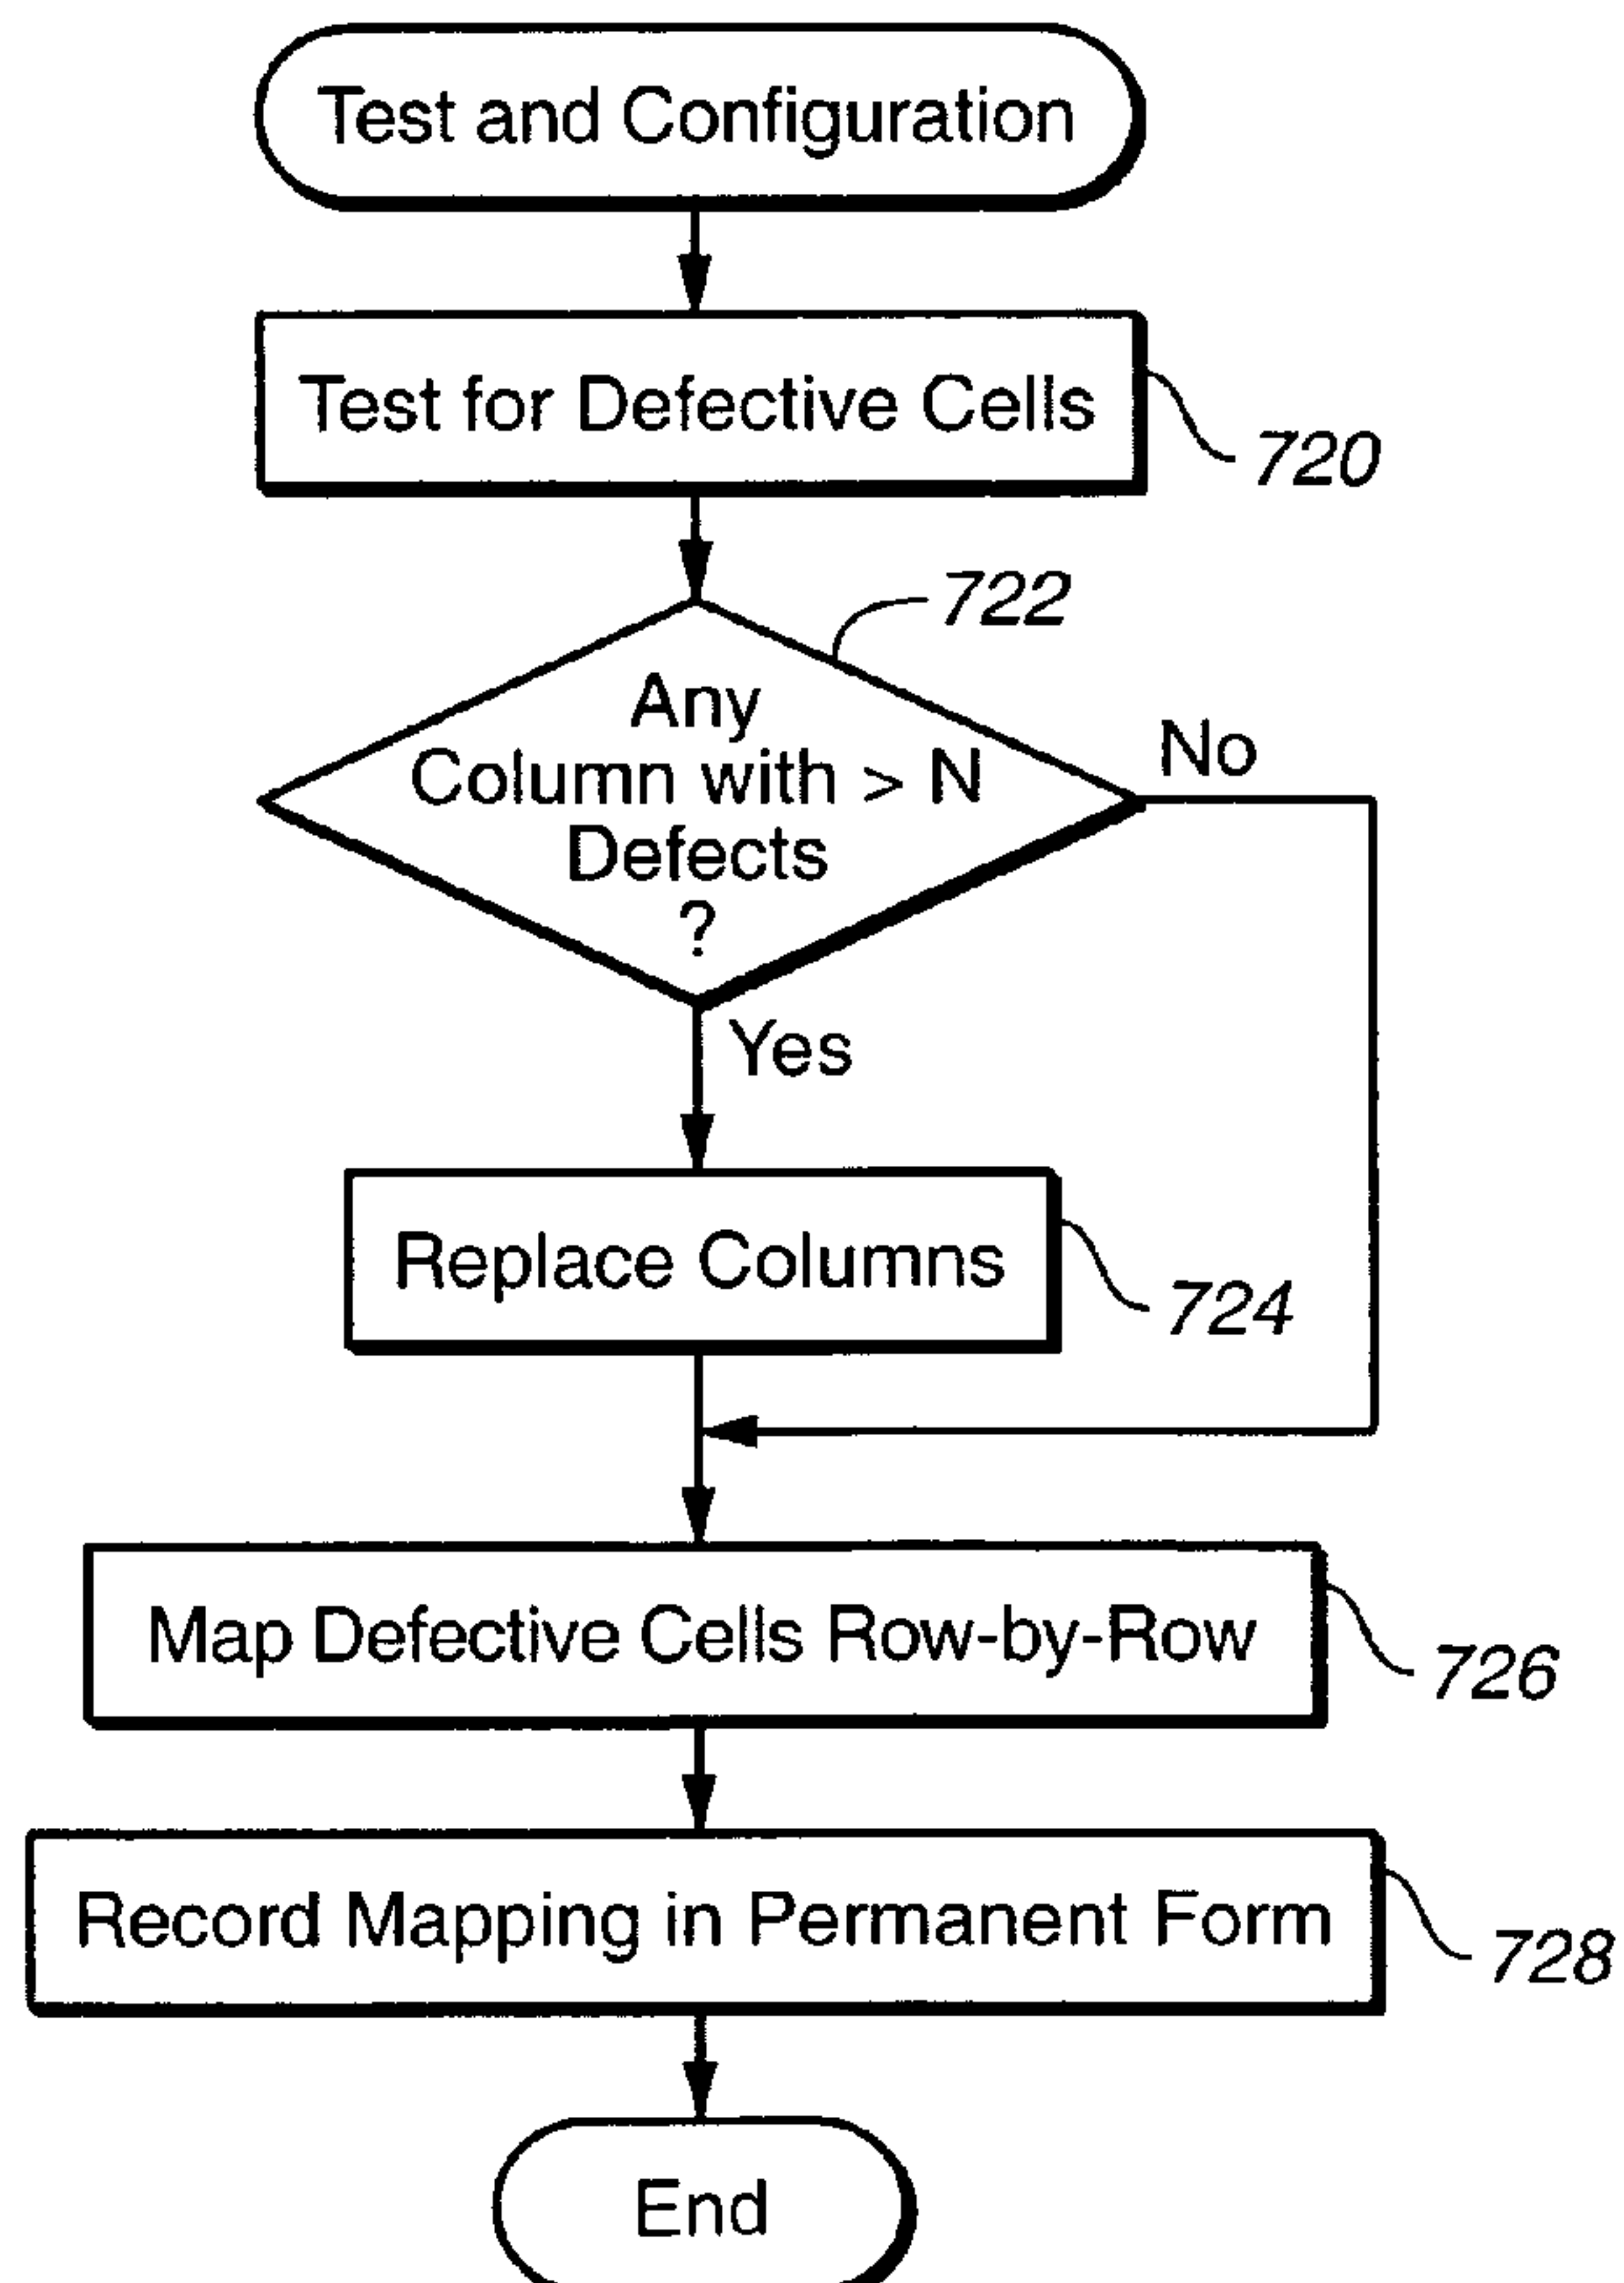 Test and Configuration
Test for Defective Cells
720
722
Any
Column with > N
Defects
?
No
Yes
Replace Columns
724
Map Defective Cells Row-by-Row
726
Record Mapping in Permanent Form
728
End